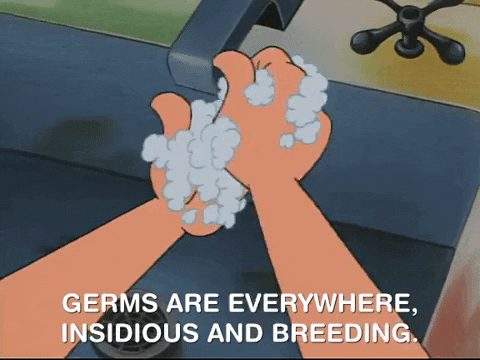 GERMS ARE EVERYWHERE,
INSIDIOUS AND BREEDING.